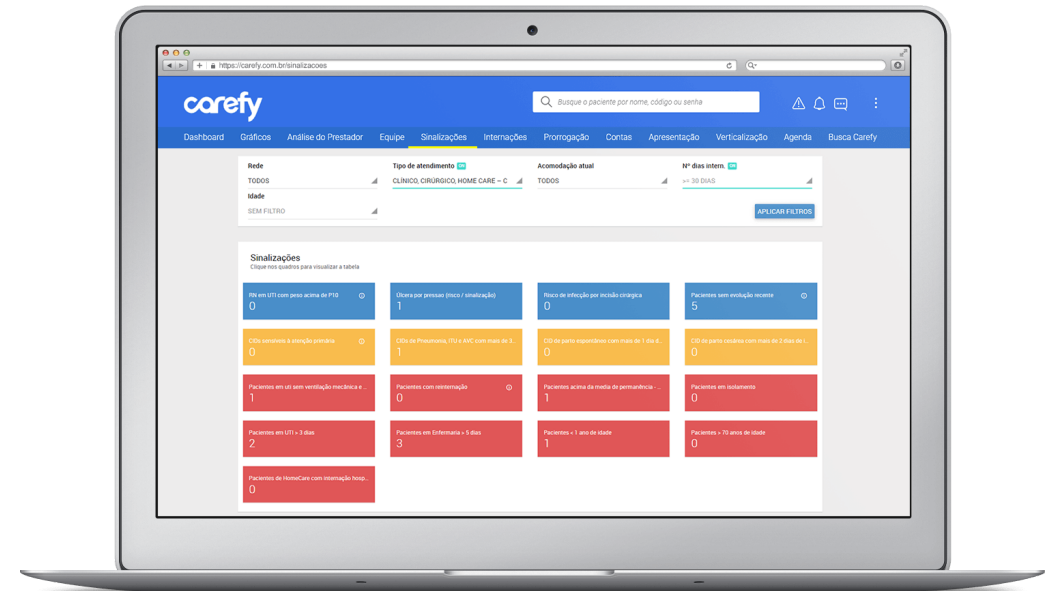 https://carefy.com.br/sinalizacoes
carefy
Busque o paciente por nome, código ou senha
Dashboard Gráficos Análise do Prestador Equipe Sinalizações Internações Prorrogação Contas Apresentação Verticalização Agenda Busca Carefy
Rede Tipo de atendimento Acomodação atual Nº dias intern.
TODOS CLÍNICO, CIRÚRGICO, HOME CARE – C TODOS >= 30 DIAS
Idade
SEM FILTRO APLICAR FILTROS
Sinalizações
Clique nos quadros para visualizar a tabela
RN em UTI com peso acima de P10 Úlcera por pressao (risco / sinalização) Risco de infecção por incisão cirúrgica Pacientes sem evolução recente
0 1 0 5
CIDs sensíveis à atenção primária CIDs de Pneumonia, ITU e AVC com mais de 3... CID de parto espontâneo com mais de 1 dia d... CID de parto cesário com mais de 2 dias de i...
0 1 0 0
Pacientes em uti sem ventilação mecânica e ... Pacientes com reinternação Pacientes acima da media de permanência - ... Pacientes em isolamento
1 0 1 0
Pacientes em UTI > 3 dias Pacientes em Enfermaria > 5 dias Pacientes < 1 ano de idade Pacientes > 70 anos de idade
2 3 1 0
Pacientes de HomeCare com internação hosp...
0